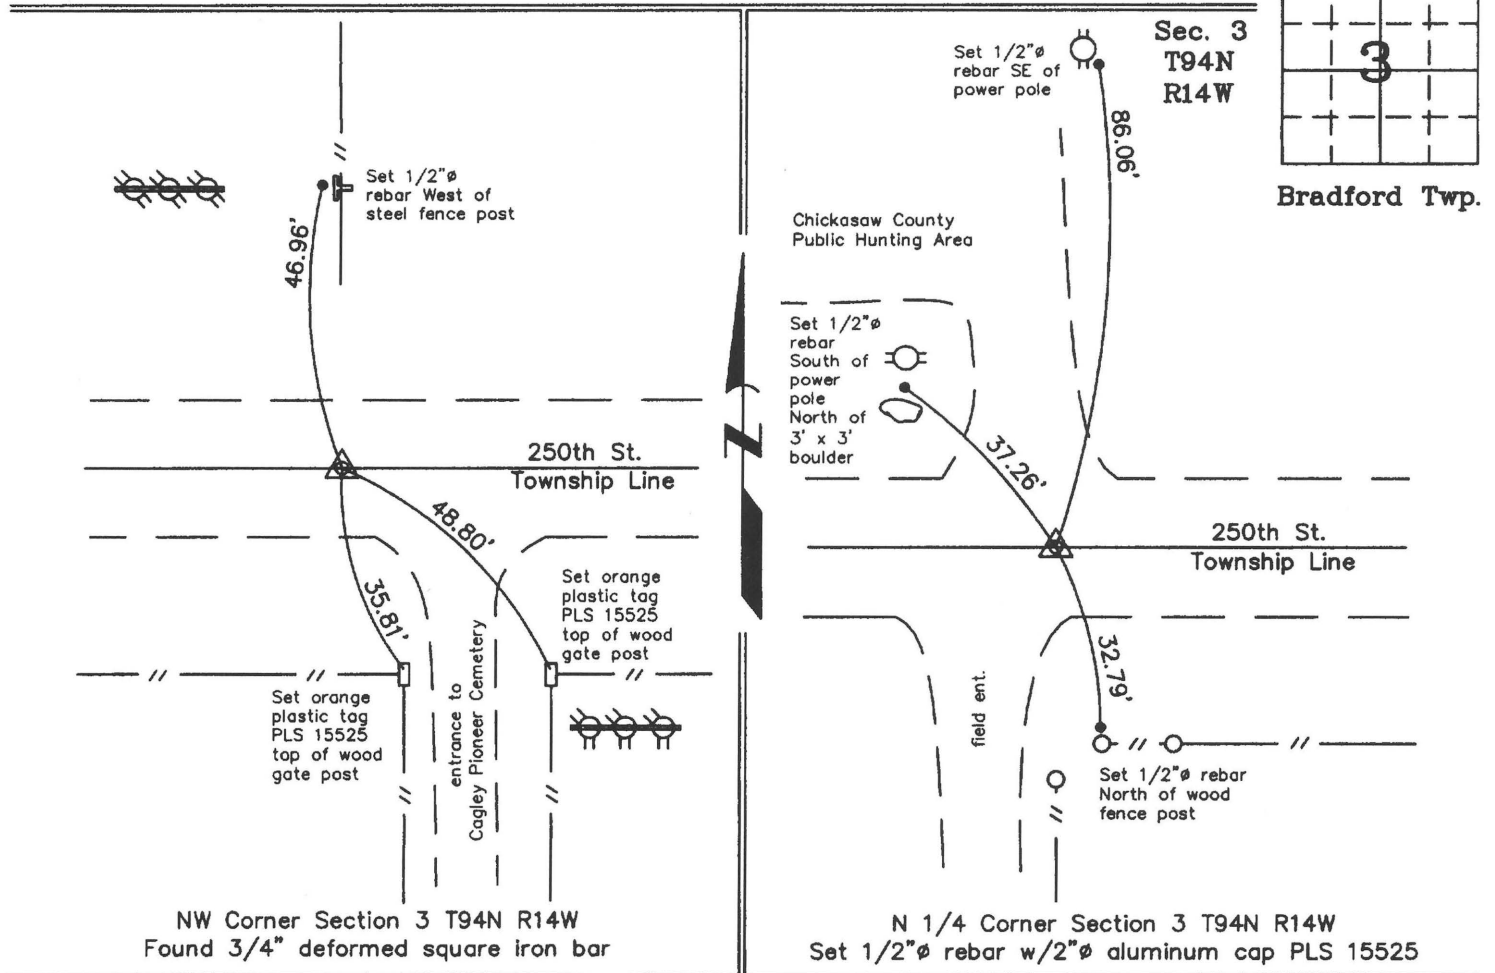 Sec. 3
T94N
R14W
3
Bradford Twp.
Set 1/2"ø
rebar West of
steel fence post
46.96'
250th St.
Township Line
48.80'
35.81'
Set orange
plastic tag
PLS 15525
top of wood
gate post
Set orange
plastic tag
PLS 15525
top of wood
gate post
entrance to
Cagley Pioneer Cemetery
NW Corner Section 3 T94N R14W
Found 3/4" deformed square iron bar
N
Set 1/2"ø
rebar SE of
power pole
86.06'
Chickasaw County
Public Hunting Area
Set 1/2"ø
rebar
South of
power
pole
North of
3' x 3'
boulder
37.26'
250th St.
Township Line
32.79'
field ent.
Set 1/2"ø rebar
North of wood
fence post
N 1/4 Corner Section 3 T94N R14W
Set 1/2"ø rebar w/2"ø aluminum cap PLS 15525